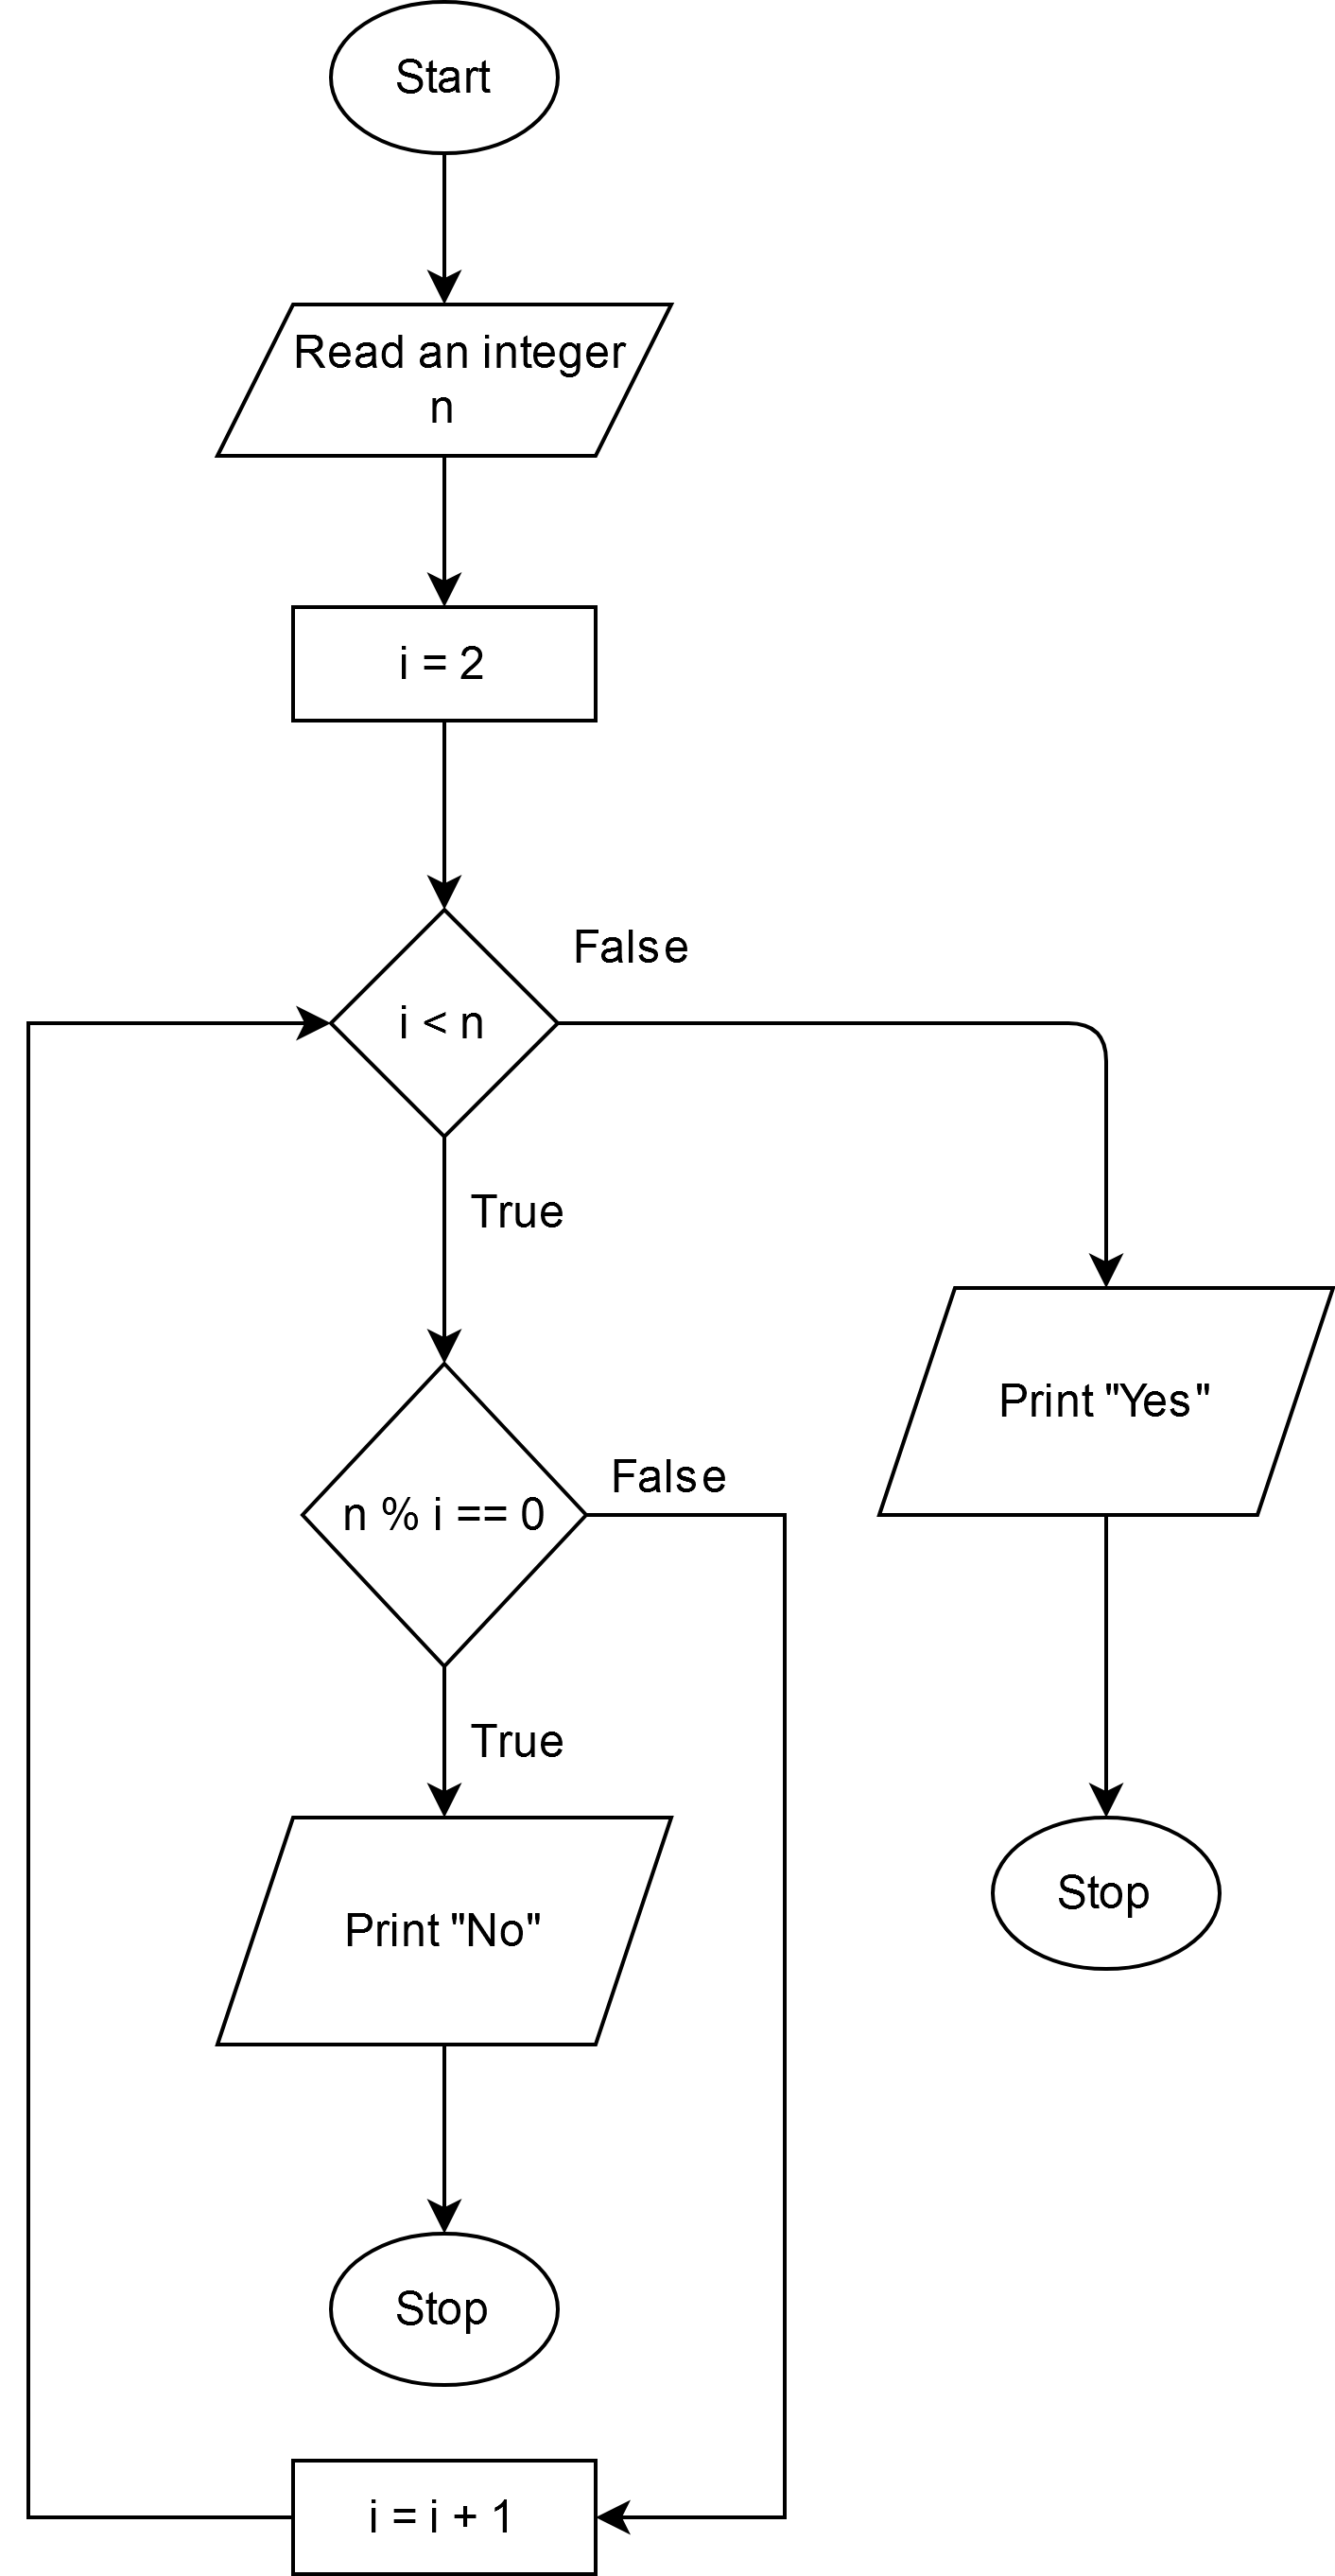 Start
Read an integer
n
i = 2
i < n
False
True
n % i == 0
False
True
Print "Yes"
Print "No"
Stop
Stop
i = i + 1